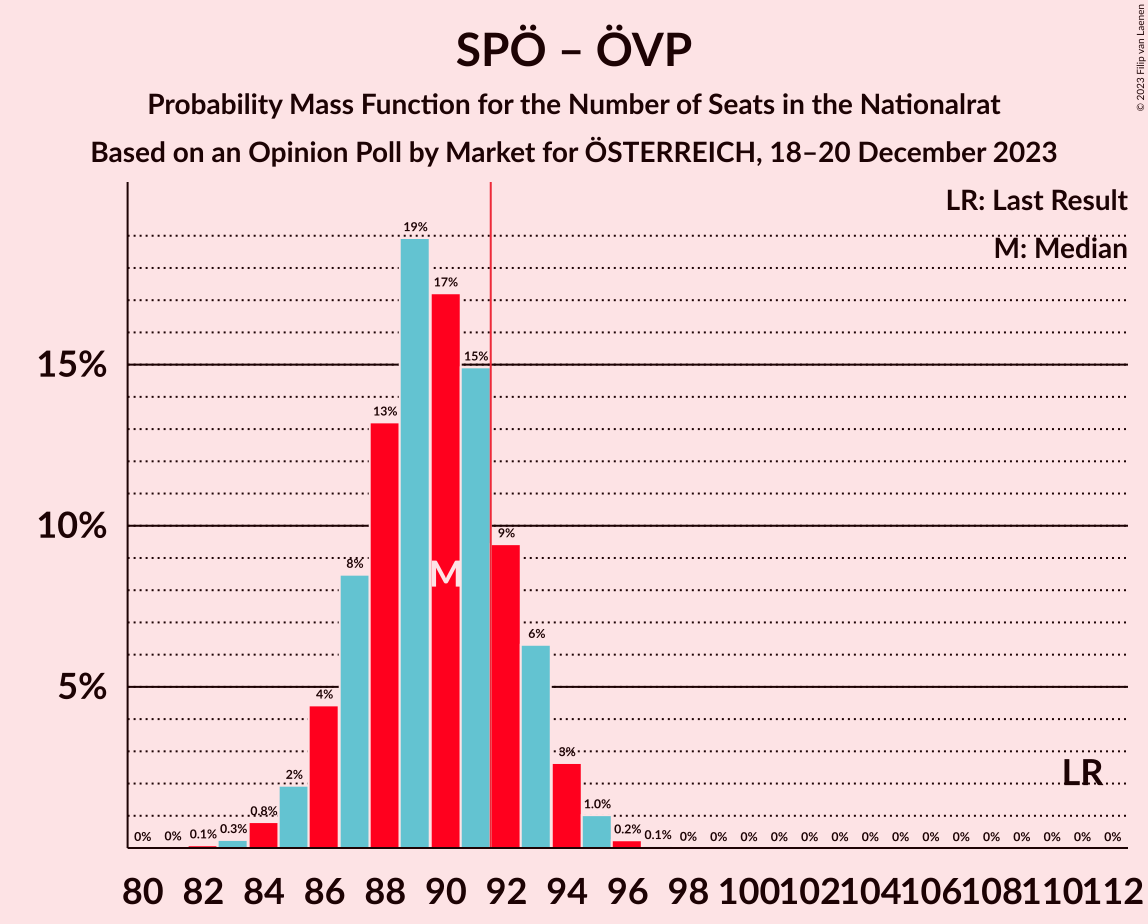 SPÖ – ÖVP
Probability Mass Function for the Number of Seats in the Nationalrat
Based on an Opinion Poll by Market for ÖSTERREICH, 18–20 December 2023
© 2023 Filip van Laenen
LR: Last Result
M: Median
19%
17%
15%
15%
13%
10%
9%
8%
M
6%
5%
4%
3%
LR
2%
1.0%
0.8%
0% 0% 0.1% 0.3% 0.2% 0.1% 0% 0% 0% 0% 0% 0% 0% 0% 0% 0% 0% 0% 0% 0% 0%
80 82 84 86 88 90 92 94 96 98 100 102 104 106 108 110 112